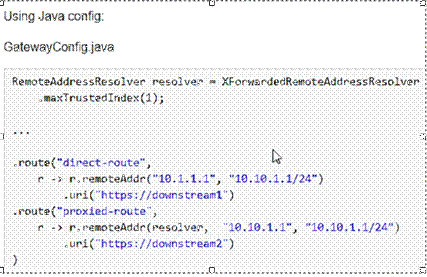 Using Java config:
GatewayConfig.java
RemoteAddressResolver resolver = XForwardedRemoteAddressResolver
.maxTrustedIndex(1);
...
.route("direct-route",
r -> r.remoteAddr("10.1.1.1", "10.10.1.1/24")
.uri("https://downstream1")
.route("proxied-route",
r -> r.remoteAddr(resolver, "10.10.1.1", "10.10.1.1/24")
.uri("https://downstream2")
)